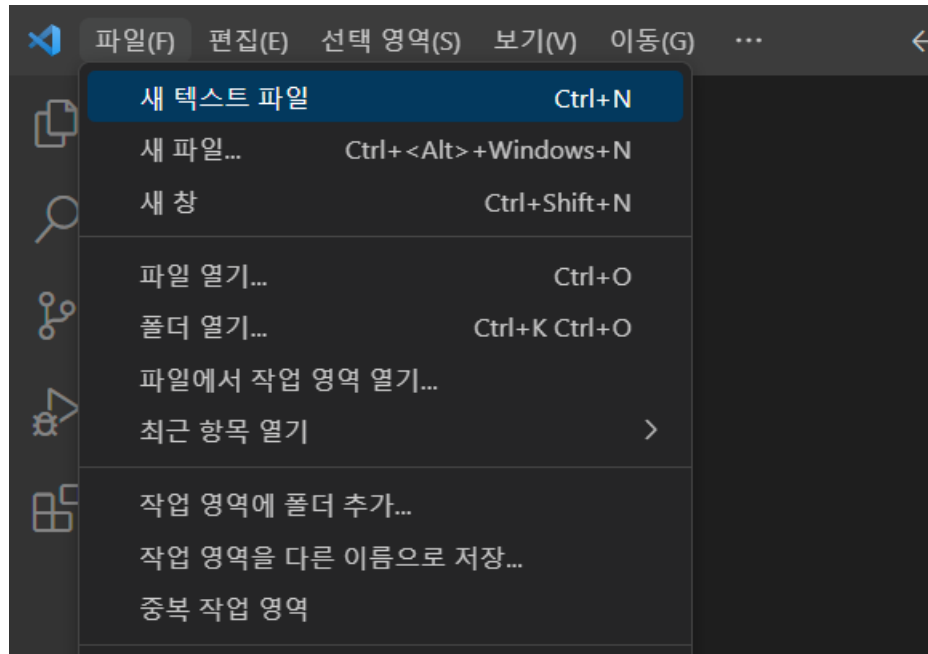 파일(F) 편집(E) 선택 영역(S) 보기(V) 이동(G) ···
새 텍스트 파일 Ctrl+N
새 파일... Ctrl+<Alt>+Windows+N
새 창 Ctrl+Shift+N
파일 열기... Ctrl+O
폴더 열기... Ctrl+K Ctrl+O
파일에서 작업 영역 열기...
최근 항목 열기
작업 영역에 폴더 추가...
작업 영역을 다른 이름으로 저장...
중복 작업 영역